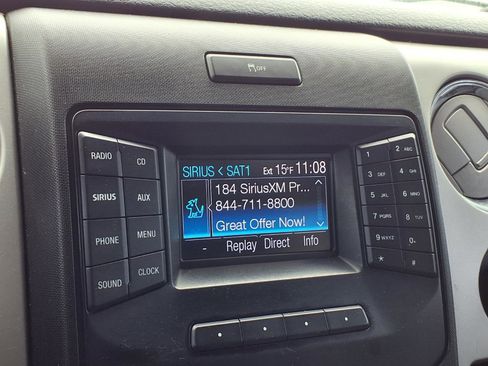 OFF
RADIO CD
SIRIUS AUX
PHONE MENU
SOUND CLOCK
SIRIUS < SAT1 Ext 15°F 11:08
184 SiriusXM Pr...
844-711-8800
Great Offer Now!
- Replay Direct Info
1 2 ABC
3 DEF 4 GHI
5 JKL 6 MNO
7 PQRS 8 TUV
9 WXYZ 0
* #